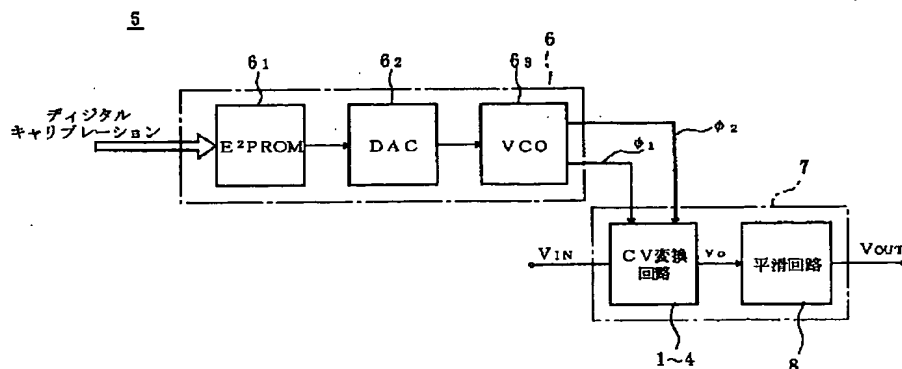 5
6
6₁
6₂
6₃
ディジタル
キャリブレーション
E²PROM
DAC
VCO
φ₂
φ₁
7
VIN
CV変換
回路
vo
平滑回路
VOUT
1〜4
8